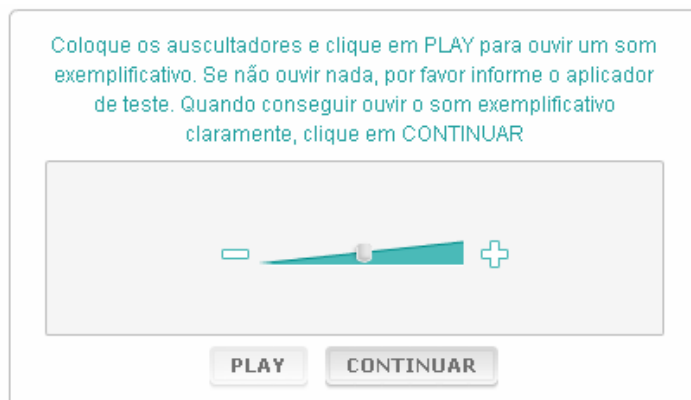 Coloque os auscultadores e clique em PLAY para ouvir um som
exemplificativo. Se não ouvir nada, por favor informe o aplicador
de teste. Quando conseguir ouvir o som exemplificativo
claramente, clique em CONTINUAR
PLAY
CONTINUAR